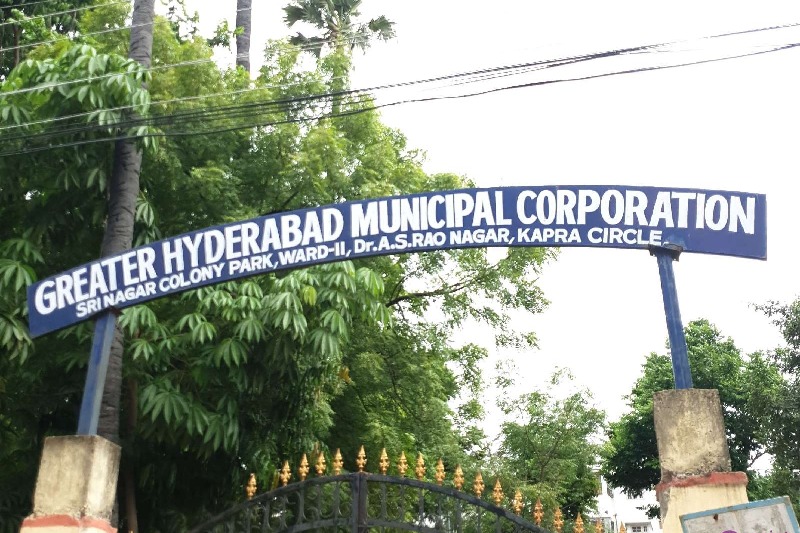 GREATER HYDERABAD MUNICIPAL CORPORATION
SRI NAGAR COLONY PARK, WARD-II, Dr. A.S.RAO NAGAR, KAPRA CIRCLE.